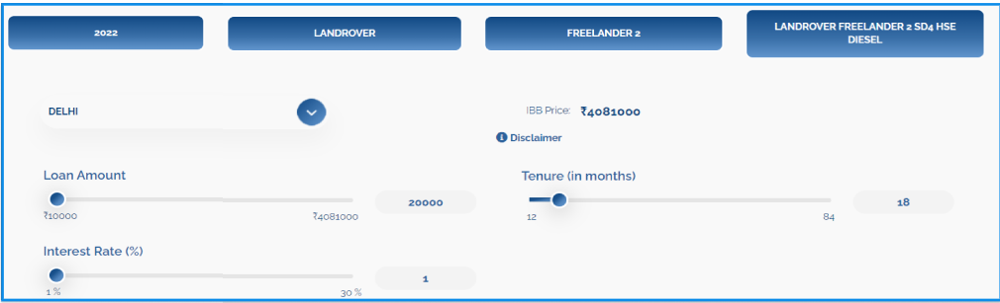 2022
LANDROVER
FREELANDER 2
LANDROVER FREELANDER 2 SD4 HSE
DIESEL
DELHI
IBB Price: ₹4081000
Disclaimer
Loan Amount
20000
₹10000
₹4081000
Tenure (in months)
18
12
84
Interest Rate (%)
1
1 %
30 %